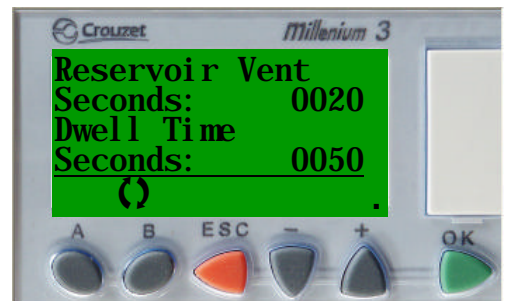 Crouzet
Millenium 3
Reservoir Vent
Seconds: 0020
Dwell Time
Seconds: 0050
.
A B ESC - + OK